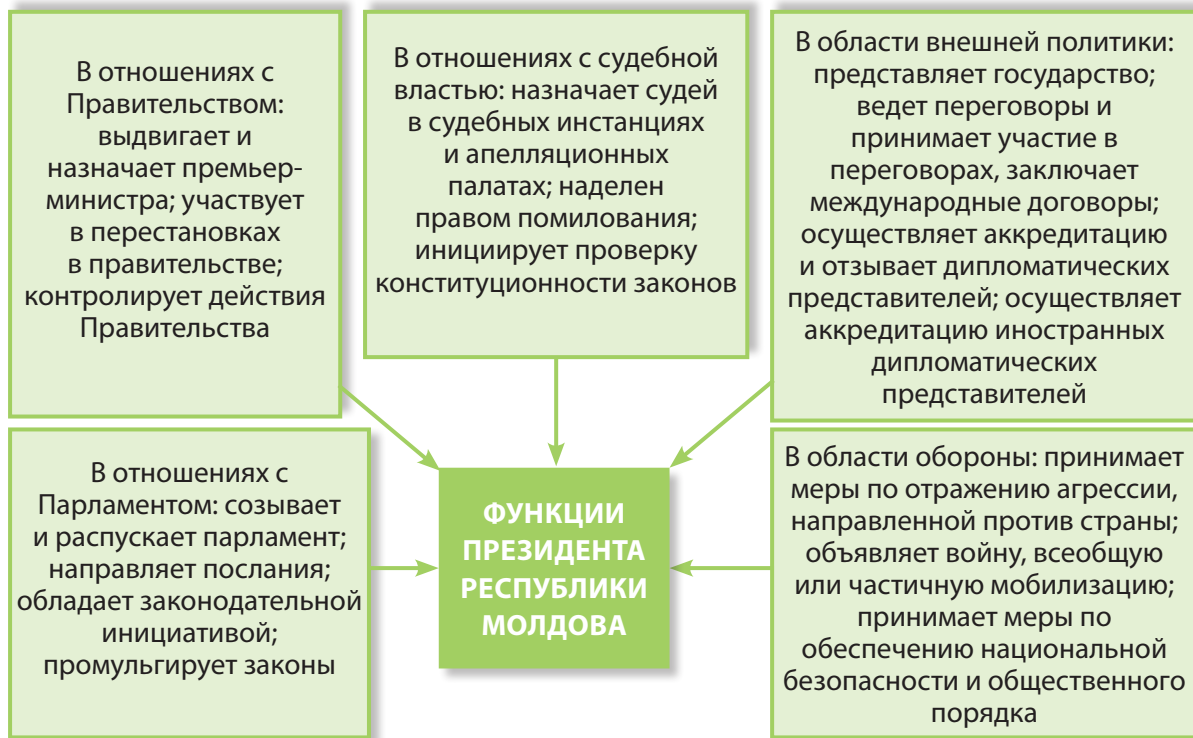 В отношениях с
Правительством:
выдвигает и
назначает премьер-
министра; участвует
в перестановках
в правительстве;
контролирует действия
Правительства
В отношениях с судебной
властью: назначает судей
в судебных инстанциях
и апелляционных
палатах; наделен
правом помилования;
инициирует проверку
конституционности законов
В области внешней политики:
представляет государство;
ведет переговоры и
принимает участие в
переговорах, заключает
международные договоры;
осуществляет аккредитацию
и отзывает дипломатических
представителей; осуществляет
аккредитацию иностранных
дипломатических
представителей
В отношениях с
Парламентом: созывает
и распускает парламент;
направляет послания;
обладает законодательной
инициативой;
промульгирует законы
ФУНКЦИИ
ПРЕЗИДЕНТА
РЕСПУБЛИКИ
МОЛДОВА
В области обороны: принимает
меры по отражению агрессии,
направленной против страны;
объявляет войну, всеобщую
или частичную мобилизацию;
принимает меры по
обеспечению национальной
безопасности и общественного
порядка